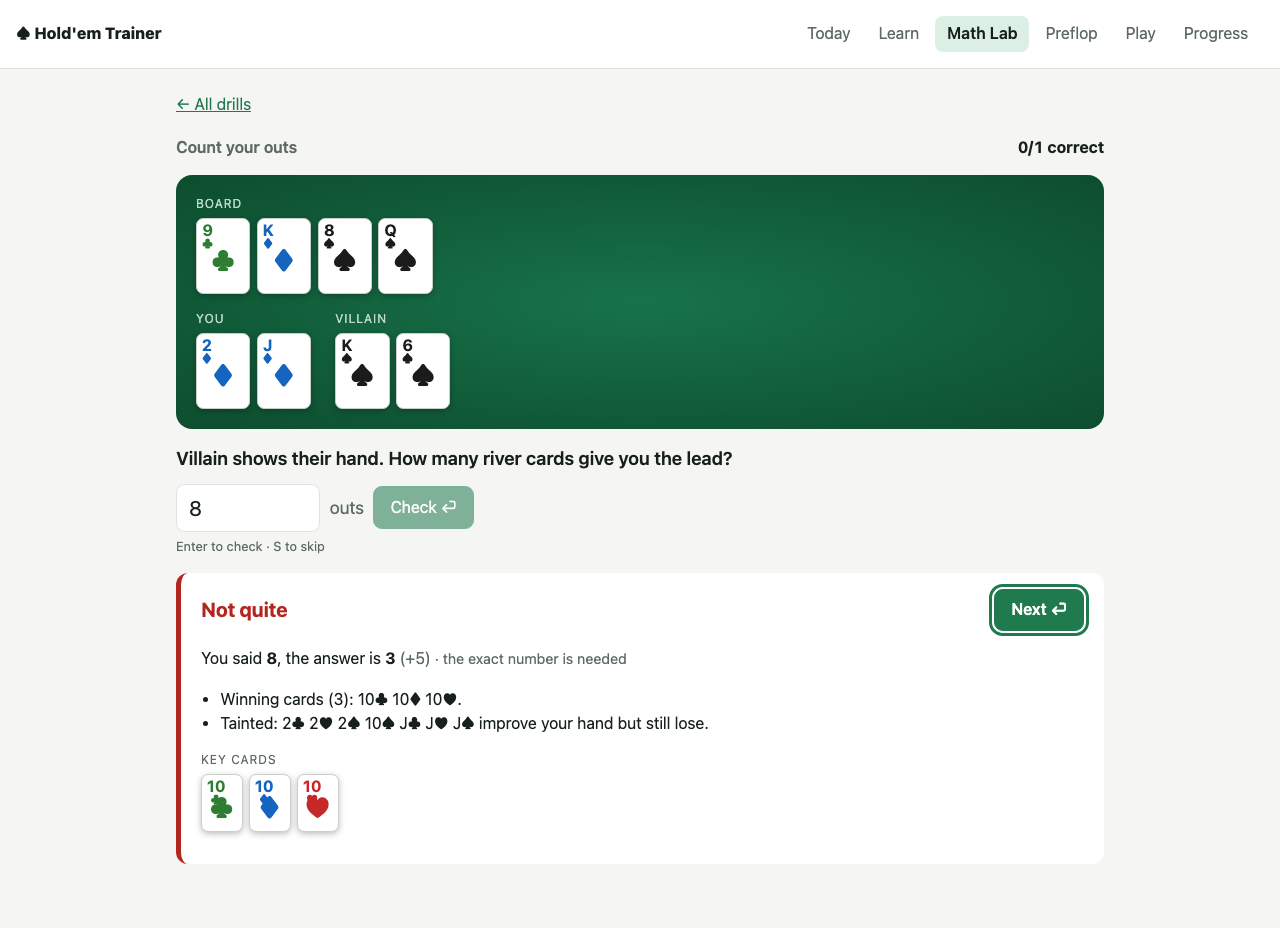 ♠ Hold'em Trainer Today Learn Math Lab Preflop Play Progress
← All drills
Count your outs 0/1 correct
BOARD
9♣ K♦ 8♠ Q♠
YOU VILLAIN
2♦ J♦ K♠ 6♠
Villain shows their hand. How many river cards give you the lead?
8 outs Check ⏎
Enter to check · S to skip
Not quite Next ⏎
You said 8, the answer is 3 (+5) · the exact number is needed
• Winning cards (3): 10♣ 10♦ 10♥.
• Tainted: 2♣ 2♥ 2♠ 10♠ J♣ J♥ J♠ improve your hand but still lose.
KEY CARDS
10♣ 10♦ 10♥